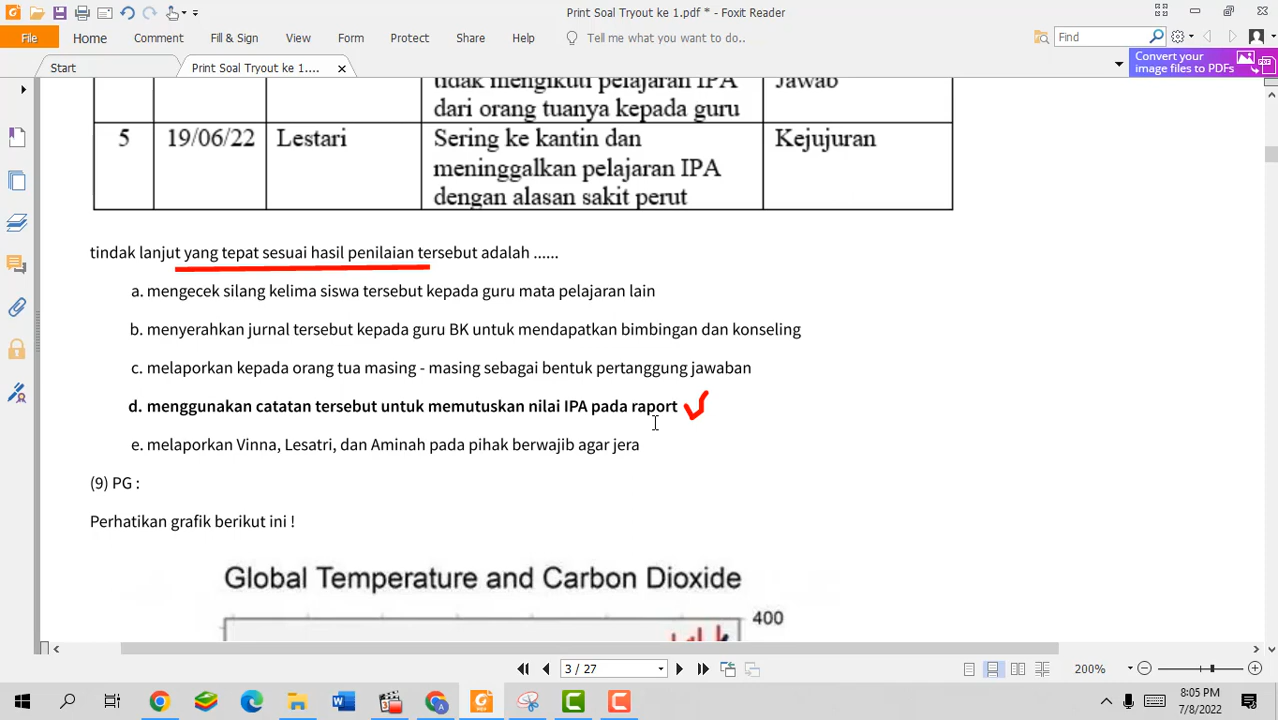 Print Soal Tryout ke 1.pdf * - Foxit Reader
File
Home
Comment
Fill & Sign
View
Form
Protect
Share
Help
Tell me what you want to do..
Find
Start
Print Soal Tryout ke 1....
Convert your
image files to PDFs
tidak mengikuti pelajaran IPA
Jawab
dari orang tuanya kepada guru
5
19/06/22
Lestari
Sering ke kantin dan
Kejujuran
meninggalkan pelajaran IPA
dengan alasan sakit perut
tindak lanjut yang tepat sesuai hasil penilaian tersebut adalah ......
a. mengecek silang kelima siswa tersebut kepada guru mata pelajaran lain
b. menyerahkan jurnal tersebut kepada guru BK untuk mendapatkan bimbingan dan konseling
c. melaporkan kepada orang tua masing - masing sebagai bentuk pertanggung jawaban
d. menggunakan catatan tersebut untuk memutuskan nilai IPA pada raport
e. melaporkan Vinna, Lesatri, dan Aminah pada pihak berwajib agar jera
(9) PG :
Perhatikan grafik berikut ini !
Global Temperature and Carbon Dioxide
400
3 / 27
200%
8:05 PM
7/8/2022